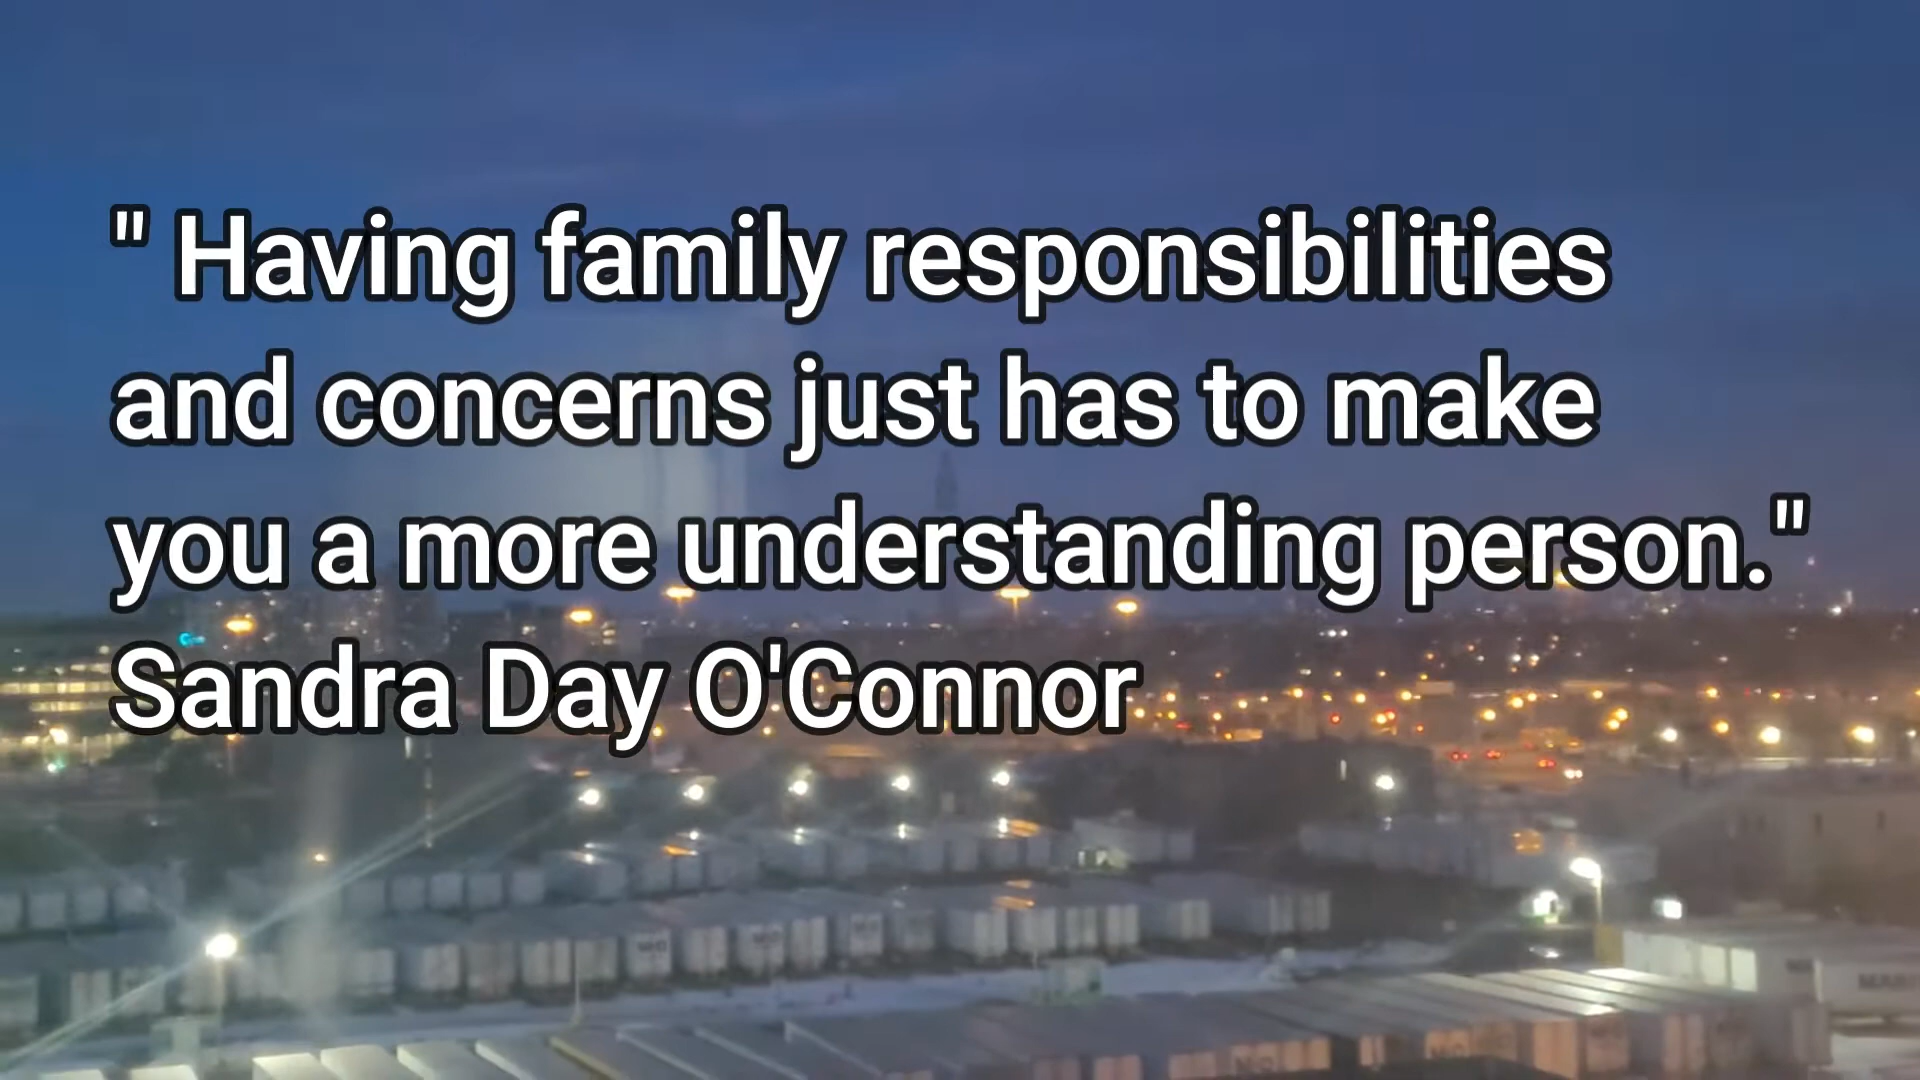 " Having family responsibilities
and concerns just has to make
you a more understanding person."
Sandra Day O'Connor